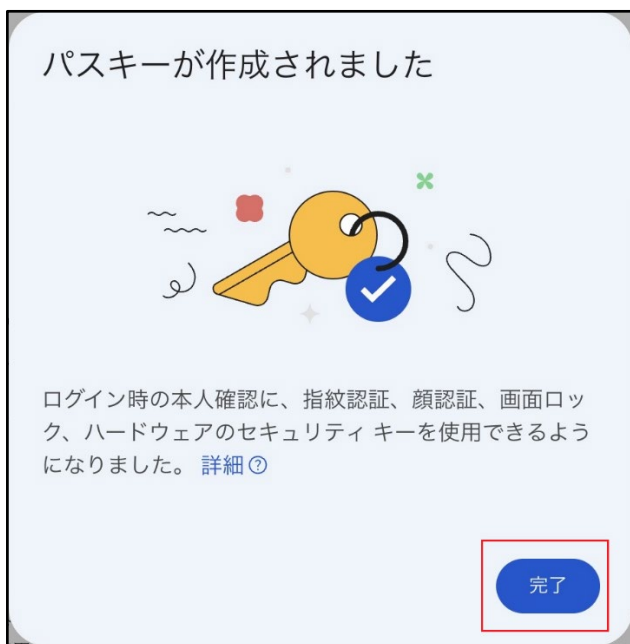 パスキーが作成されました
ログイン時の本人確認に、指紋認証、顔認証、画面ロッ
ク、ハードウェアのセキュリティ キーを使用できるよう
になりました。 詳細
完了